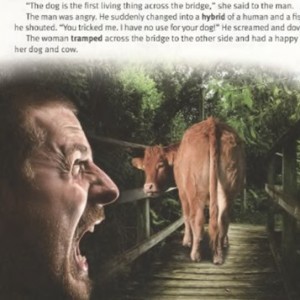 "The dog is the first living thing across the bridge," she said to the man.
The man was angry. He suddenly changed into a hybrid of a human and a
he shouted. "You tricked me. I have no use for your dog!" He screamed and
The woman tramped across the bridge to the other side and had a happy
her dog and cow.